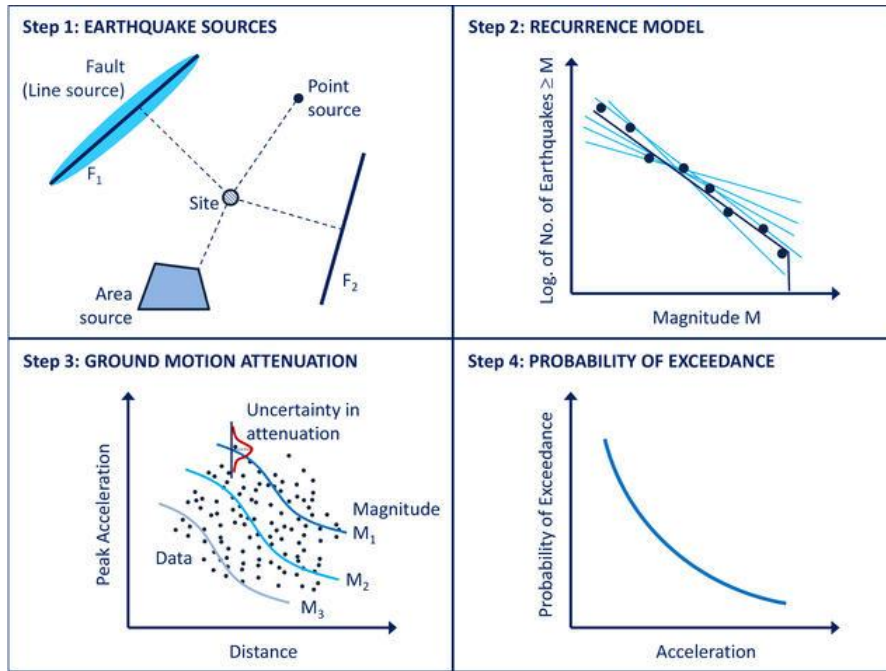 Step 1: EARTHQUAKE SOURCES
Fault
(Line source)
Point
source
F1
Site
Area
source
F2
Step 2: RECURRENCE MODEL
Log. of No. of Earthquakes ≥ M
Magnitude M
Step 3: GROUND MOTION ATTENUATION
Uncertainty in
attenuation
Peak Acceleration
Magnitude
M1
Data
M2
M3
Distance
Step 4: PROBABILITY OF EXCEEDANCE
Probability of Exceedance
Acceleration